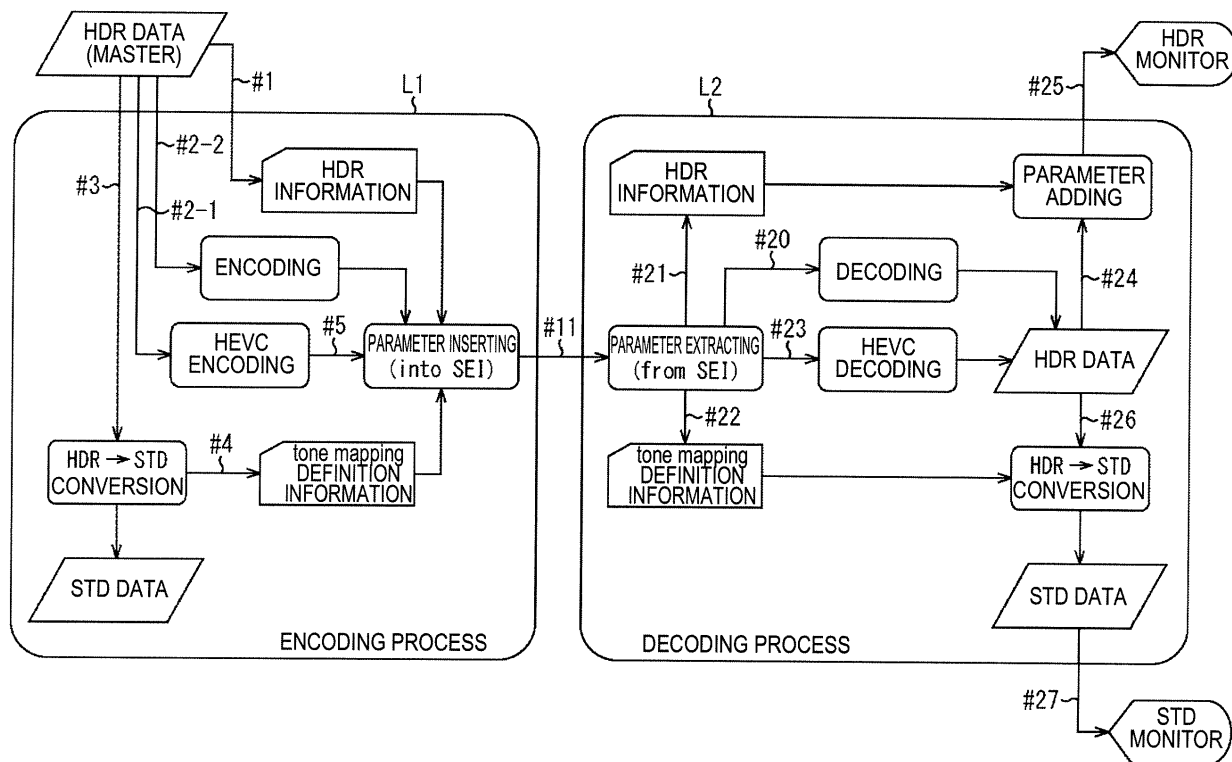 HDR DATA
(MASTER)
#1
L1
L2
#25
HDR
MONITOR
#3
#2-2
#2-1
HDR
INFORMATION
HDR
INFORMATION
PARAMETER
ADDING
ENCODING
#21
#20
DECODING
#24
HEVC
ENCODING
#5
PARAMETER INSERTING
(into SEI)
#11
PARAMETER EXTRACTING
(from SEI)
#23
HEVC
DECODING
HDR DATA
#22
#26
HDR → STD
CONVERSION
#4
tone mapping
DEFINITION
INFORMATION
tone mapping
DEFINITION
INFORMATION
HDR → STD
CONVERSION
STD DATA
STD DATA
ENCODING PROCESS
DECODING PROCESS
#27
STD
MONITOR